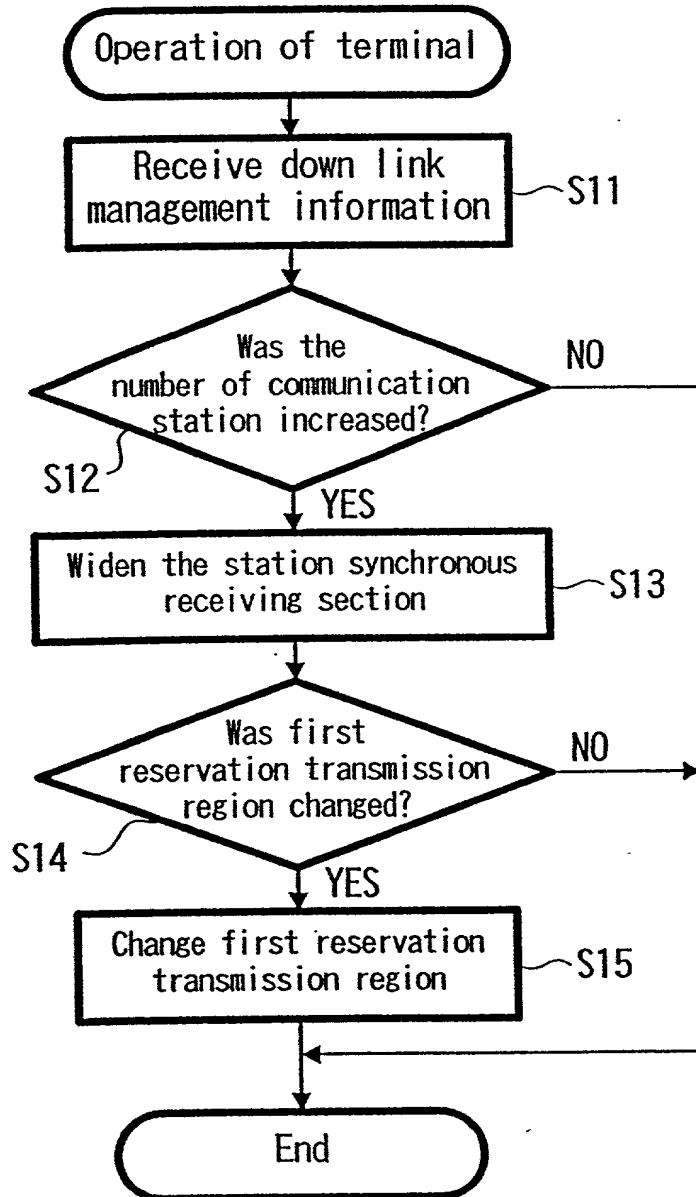 Operation of terminal
Receive down link
management information
S11
Was the
number of communication
station increased?
NO
S12
YES
Widen the station synchronous
receiving section
S13
Was first
reservation transmission
region changed?
NO
S14
YES
Change first reservation
transmission region
S15
End